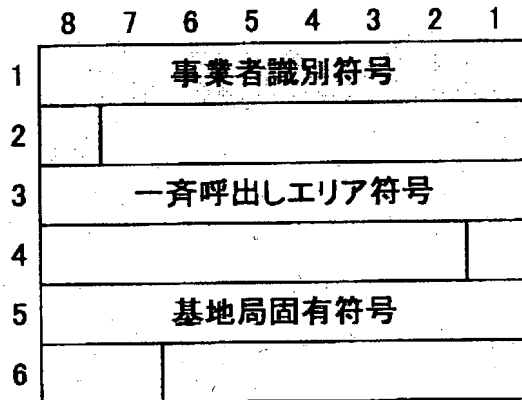 8 7 6 5 4 3 2 1
1 事業者識別符号
2
3 一斉呼出しエリア符号
4
5 基地局固有符号
6